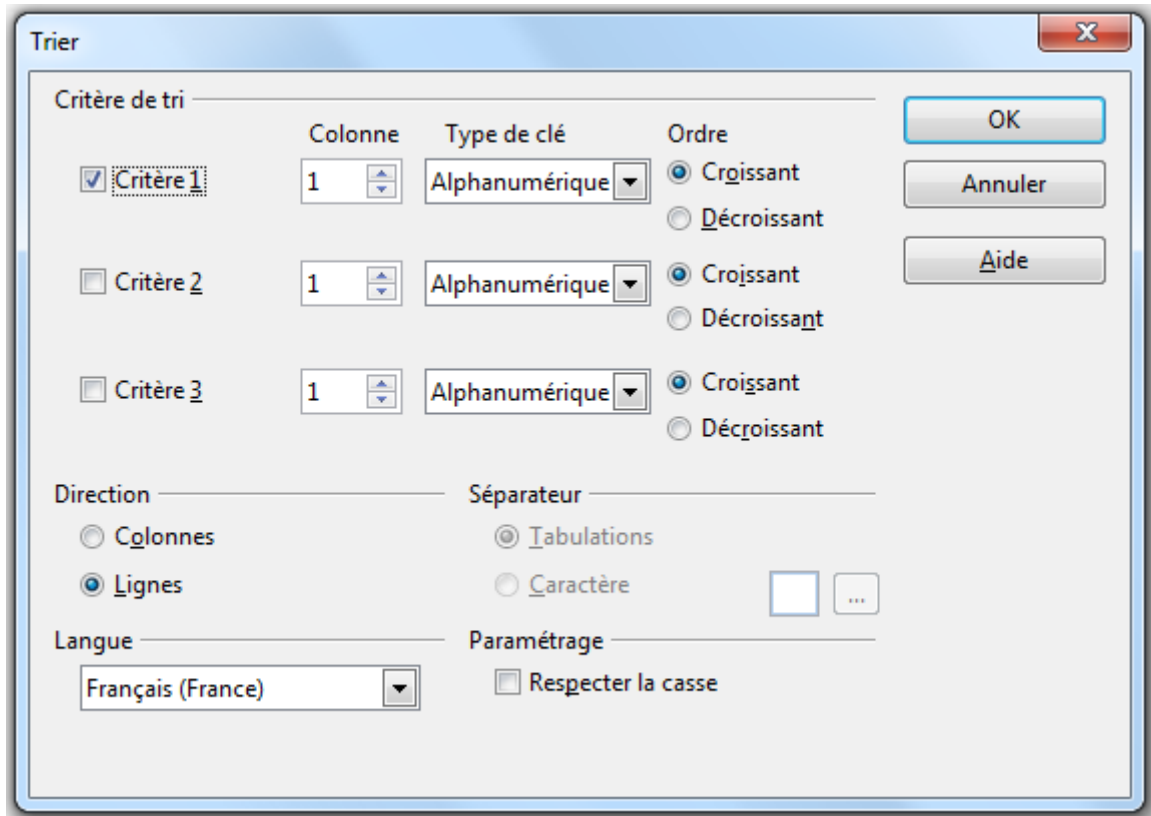 Trier
Critère de tri
Colonne Type de clé Ordre
OK
Critère 1 1 Alphanumérique Croissant
Annuler
Décroissant
Aide
Critère 2 1 Alphanumérique Croissant
Décroissant
Critère 3 1 Alphanumérique Croissant
Décroissant
Direction Séparateur
Colonnes Tabulations
Lignes Caractère ...
Langue Paramétrage
Français (France) Respecter la casse